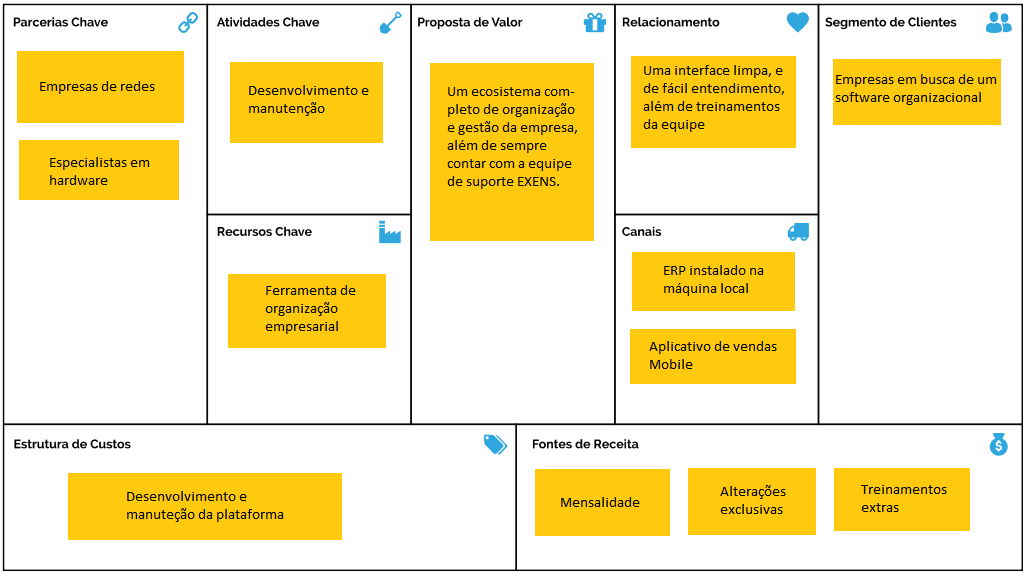 Parcerias Chave
Empresas de redes
Especialistas em
hardware
Atividades Chave
Desenvolvimento e
manutenção
Recursos Chave
Ferramenta de
organização
empresarial
Proposta de Valor
Um ecosistema com-
pleto de organização
e gestão da empresa,
além de sempre
contar com a equipe
de suporte EXENS.
Relacionamento
Uma interface limpa, e
de fácil entendimento,
além de treinamentos
da equipe
Canais
ERP instalado na
máquina local
Aplicativo de vendas
Mobile
Segmento de Clientes
Empresas em busca de um
software organizacional
Estrutura de Custos
Desenvolvimento e
manuteção da plataforma
Fontes de Receita
Mensalidade
Alterações
exclusivas
Treinamentos
extras
$